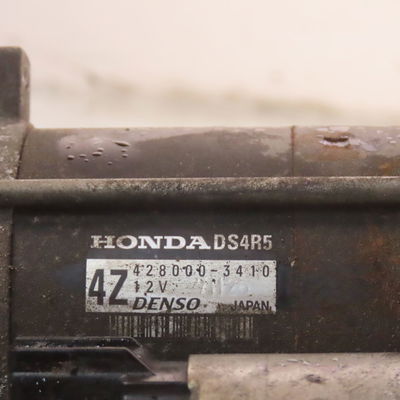 HONDA DS4R5
428000-3410
4Z 12V
DENSO JAPAN